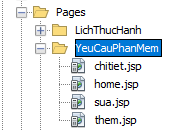 Pages
LichThucHanh
YeuCauPhanMem
chitiet.jsp
home.jsp
sua.jsp
them.jsp